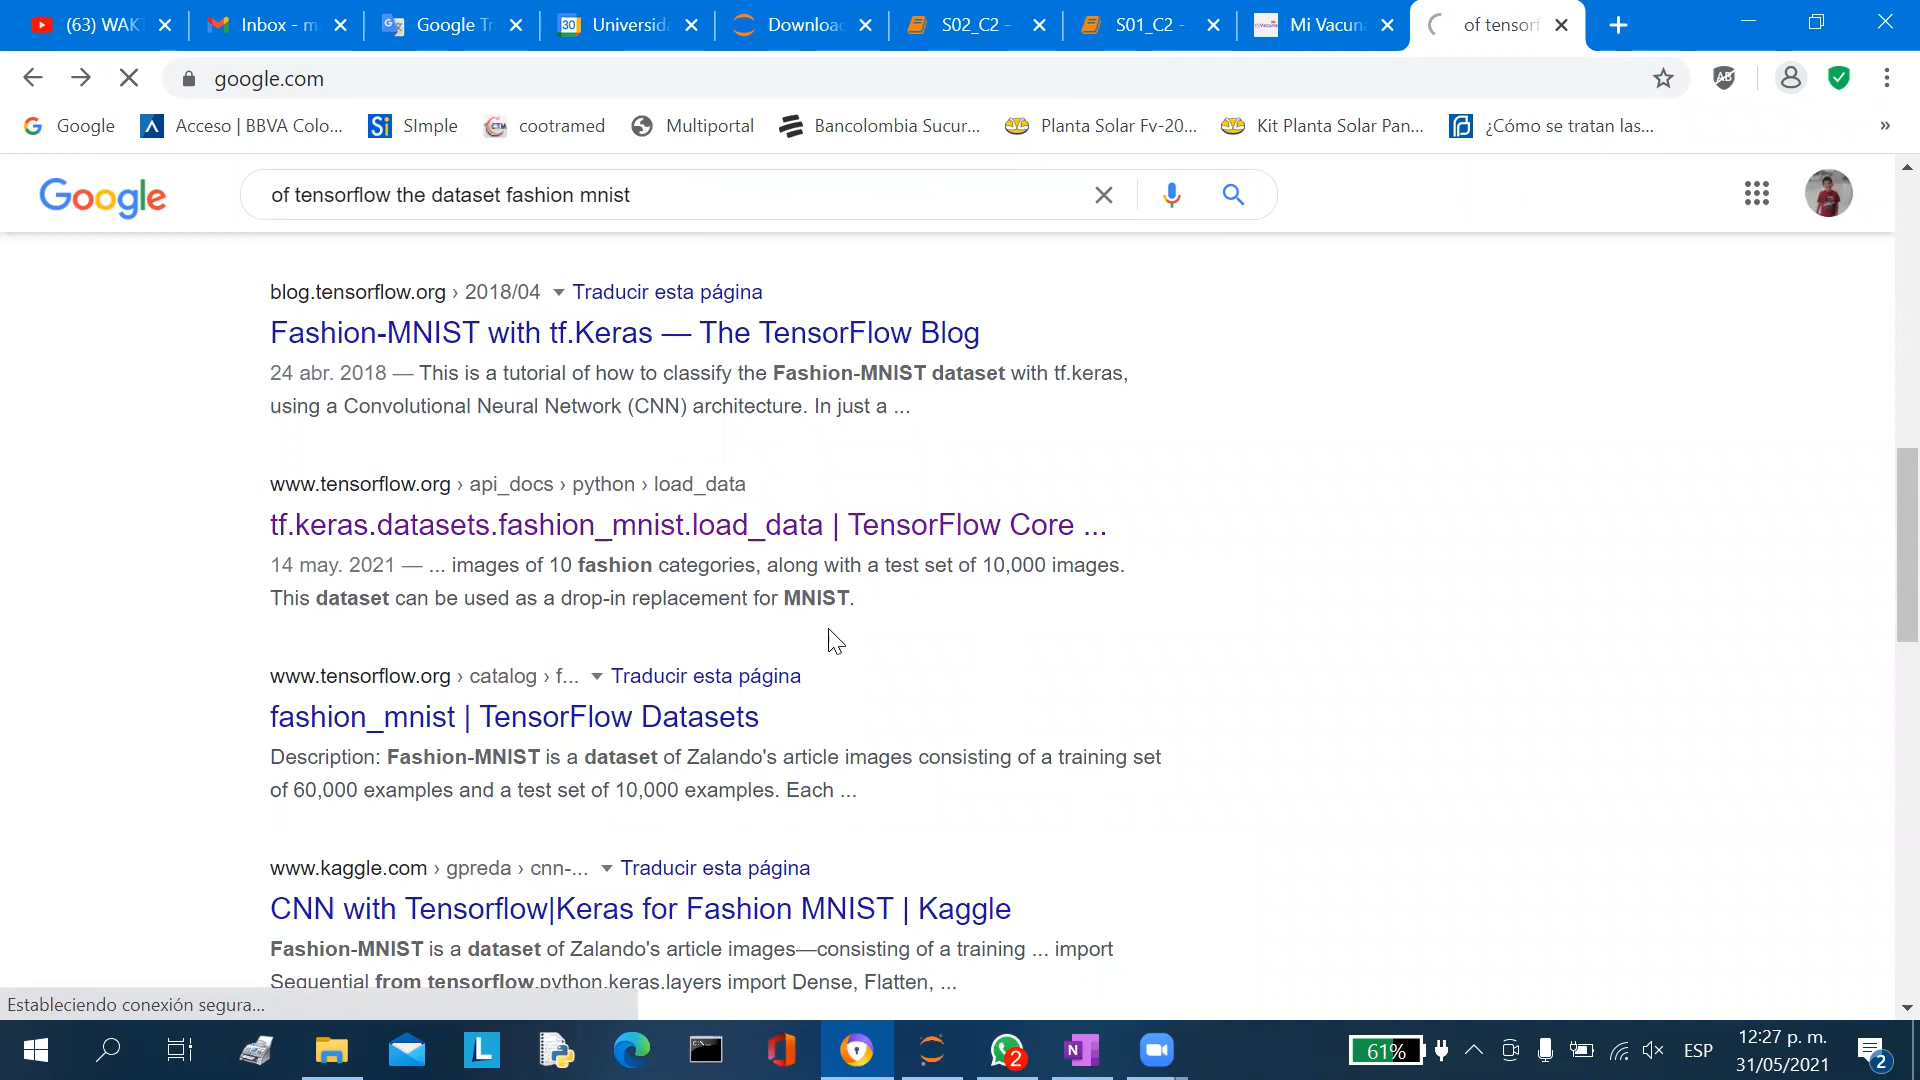 (63) WAK
Inbox - m
Google Tr
30
Universid
Downloa
S02_C2 -
S01_C2 -
Mi Vacun
of tensorf
google.com
Google
Acceso | BBVA Colo...
Si
SImple
cootramed
Multiportal
Bancolombia Sucur...
Planta Solar Fv-20...
Kit Planta Solar Pan...
¿Cómo se tratan las...
»
Google
of tensorflow the dataset fashion mnist
blog.tensorflow.org › 2018/04 Traducir esta página
Fashion-MNIST with tf.Keras — The TensorFlow Blog
24 abr. 2018 — This is a tutorial of how to classify the Fashion-MNIST dataset with tf.keras,
using a Convolutional Neural Network (CNN) architecture. In just a ...
www.tensorflow.org › api_docs › python › load_data
tf.keras.datasets.fashion_mnist.load_data | TensorFlow Core ...
14 may. 2021 — ... images of 10 fashion categories, along with a test set of 10,000 images.
This dataset can be used as a drop-in replacement for MNIST.
www.tensorflow.org › catalog › f... Traducir esta página
fashion_mnist | TensorFlow Datasets
Description: Fashion-MNIST is a dataset of Zalando's article images consisting of a training set
of 60,000 examples and a test set of 10,000 examples. Each ...
www.kaggle.com › gpreda › cnn-... Traducir esta página
CNN with Tensorflow|Keras for Fashion MNIST | Kaggle
Fashion-MNIST is a dataset of Zalando's article images—consisting of a training ... import
Sequential from tensorflow.python.keras.layers import Dense, Flatten, ...
Estableciendo conexión segura...
L
2
N
61%
ESP
12:27 p. m.
31/05/2021
2